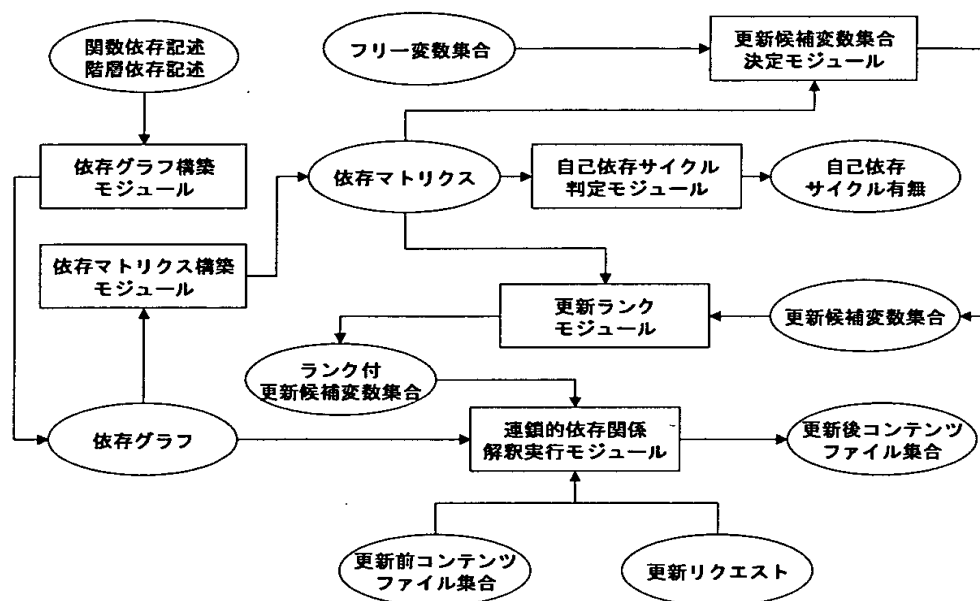 関数依存記述
階層依存記述
フリー変数集合
更新候補変数集合
決定モジュール
依存グラフ構築
モジュール
依存マトリクス
自己依存サイクル
判定モジュール
自己依存
サイクル有無
依存マトリクス構築
モジュール
更新ランク
モジュール
更新候補変数集合
ランク付
更新候補変数集合
依存グラフ
連鎖的依存関係
解釈実行モジュール
更新後コンテンツ
ファイル集合
更新前コンテンツ
ファイル集合
更新リクエスト